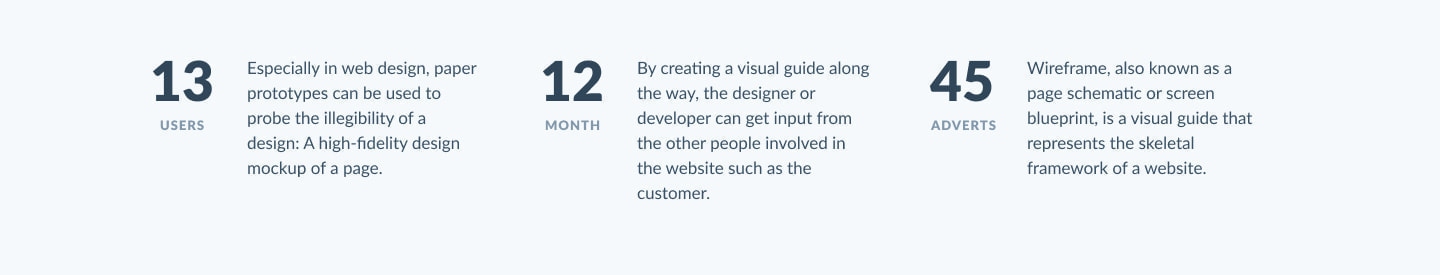 13
USERS
Especially in web design, paper
prototypes can be used to
probe the illegibility of a
design: A high-fidelity design
mockup of a page.
12
MONTH
By creating a visual guide along
the way, the designer or
developer can get input from
the other people involved in
the website such as the
customer.
45
ADVERTS
Wireframe, also known as a
page schematic or screen
blueprint, is a visual guide that
represents the skeletal
framework of a website.